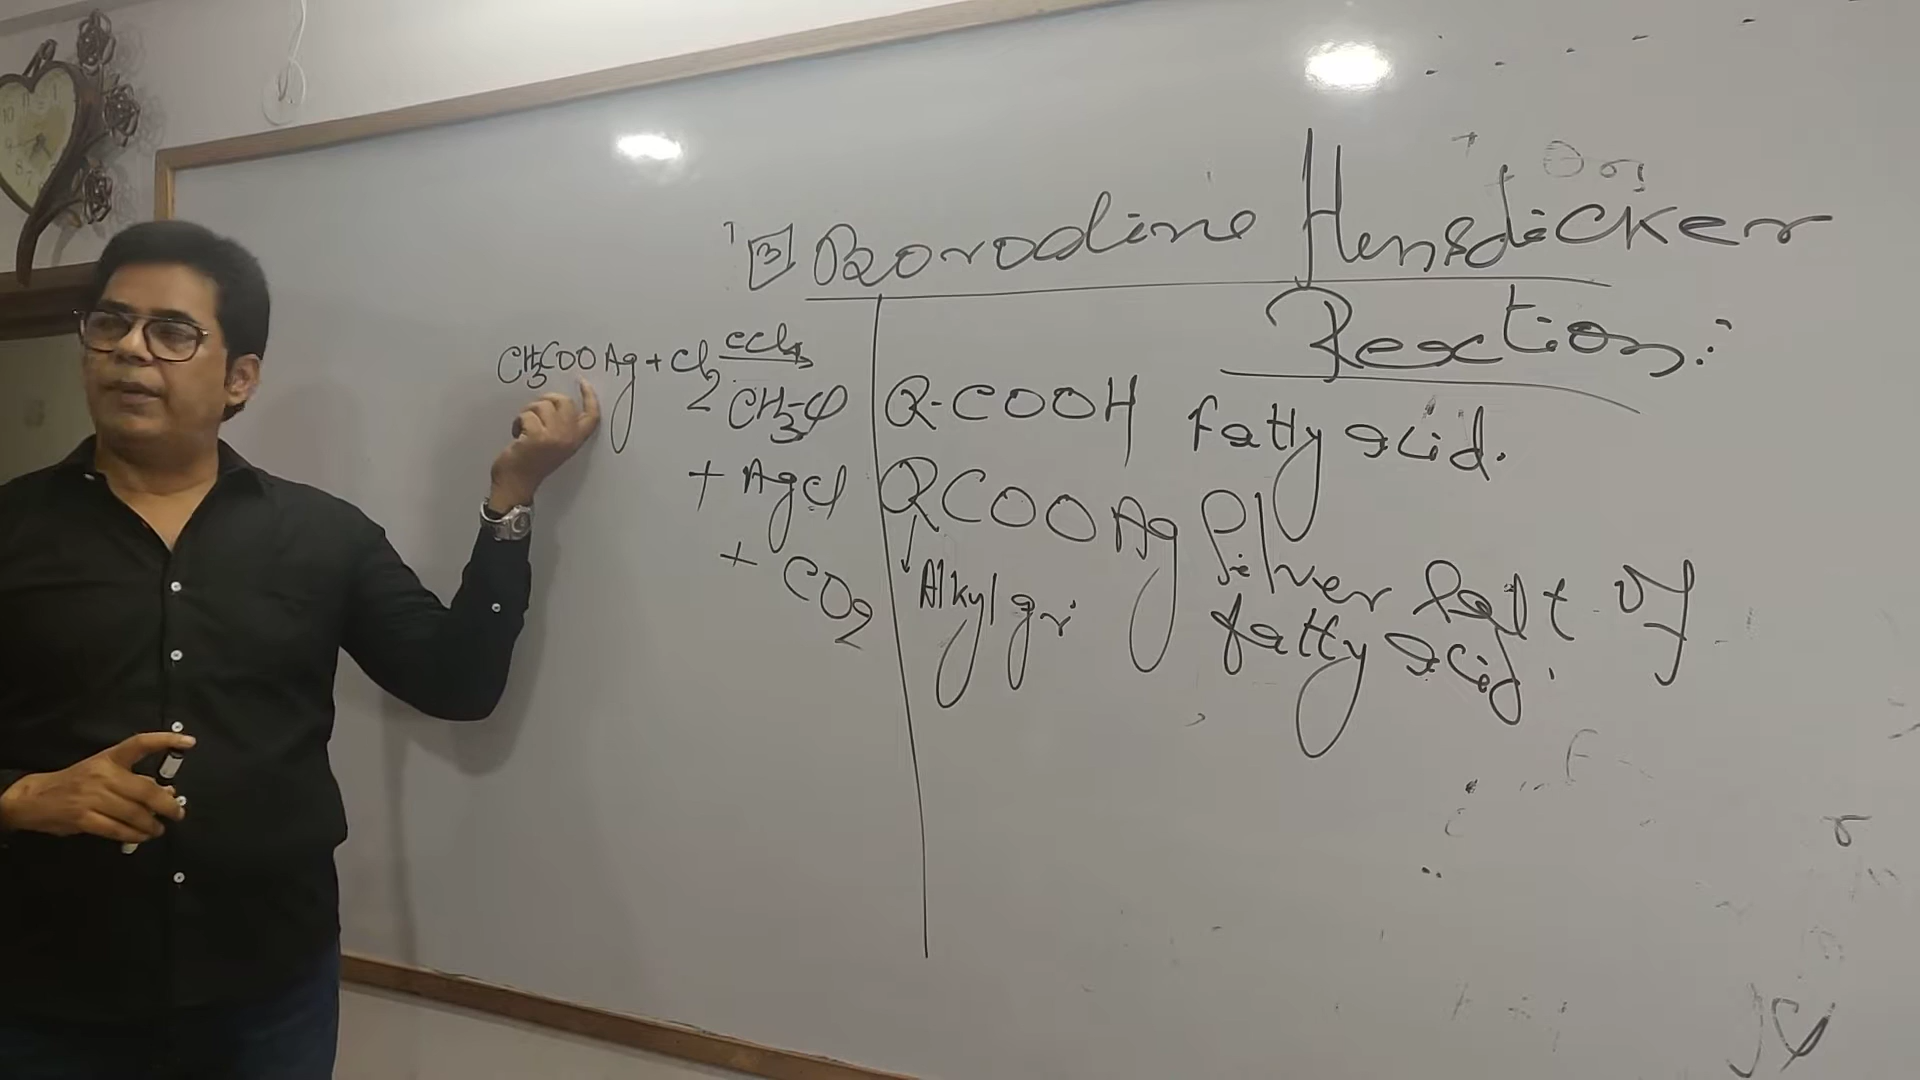 [3] Borodine Hunsdicker
Reaction:
CH3COOAg + Cl2 CCl4
CH3-Cl
+ AgCl
+ CO2
R-COOH fatty acid.
RCOOAg Silver Salt of
fatty acid.
Alkyl gr